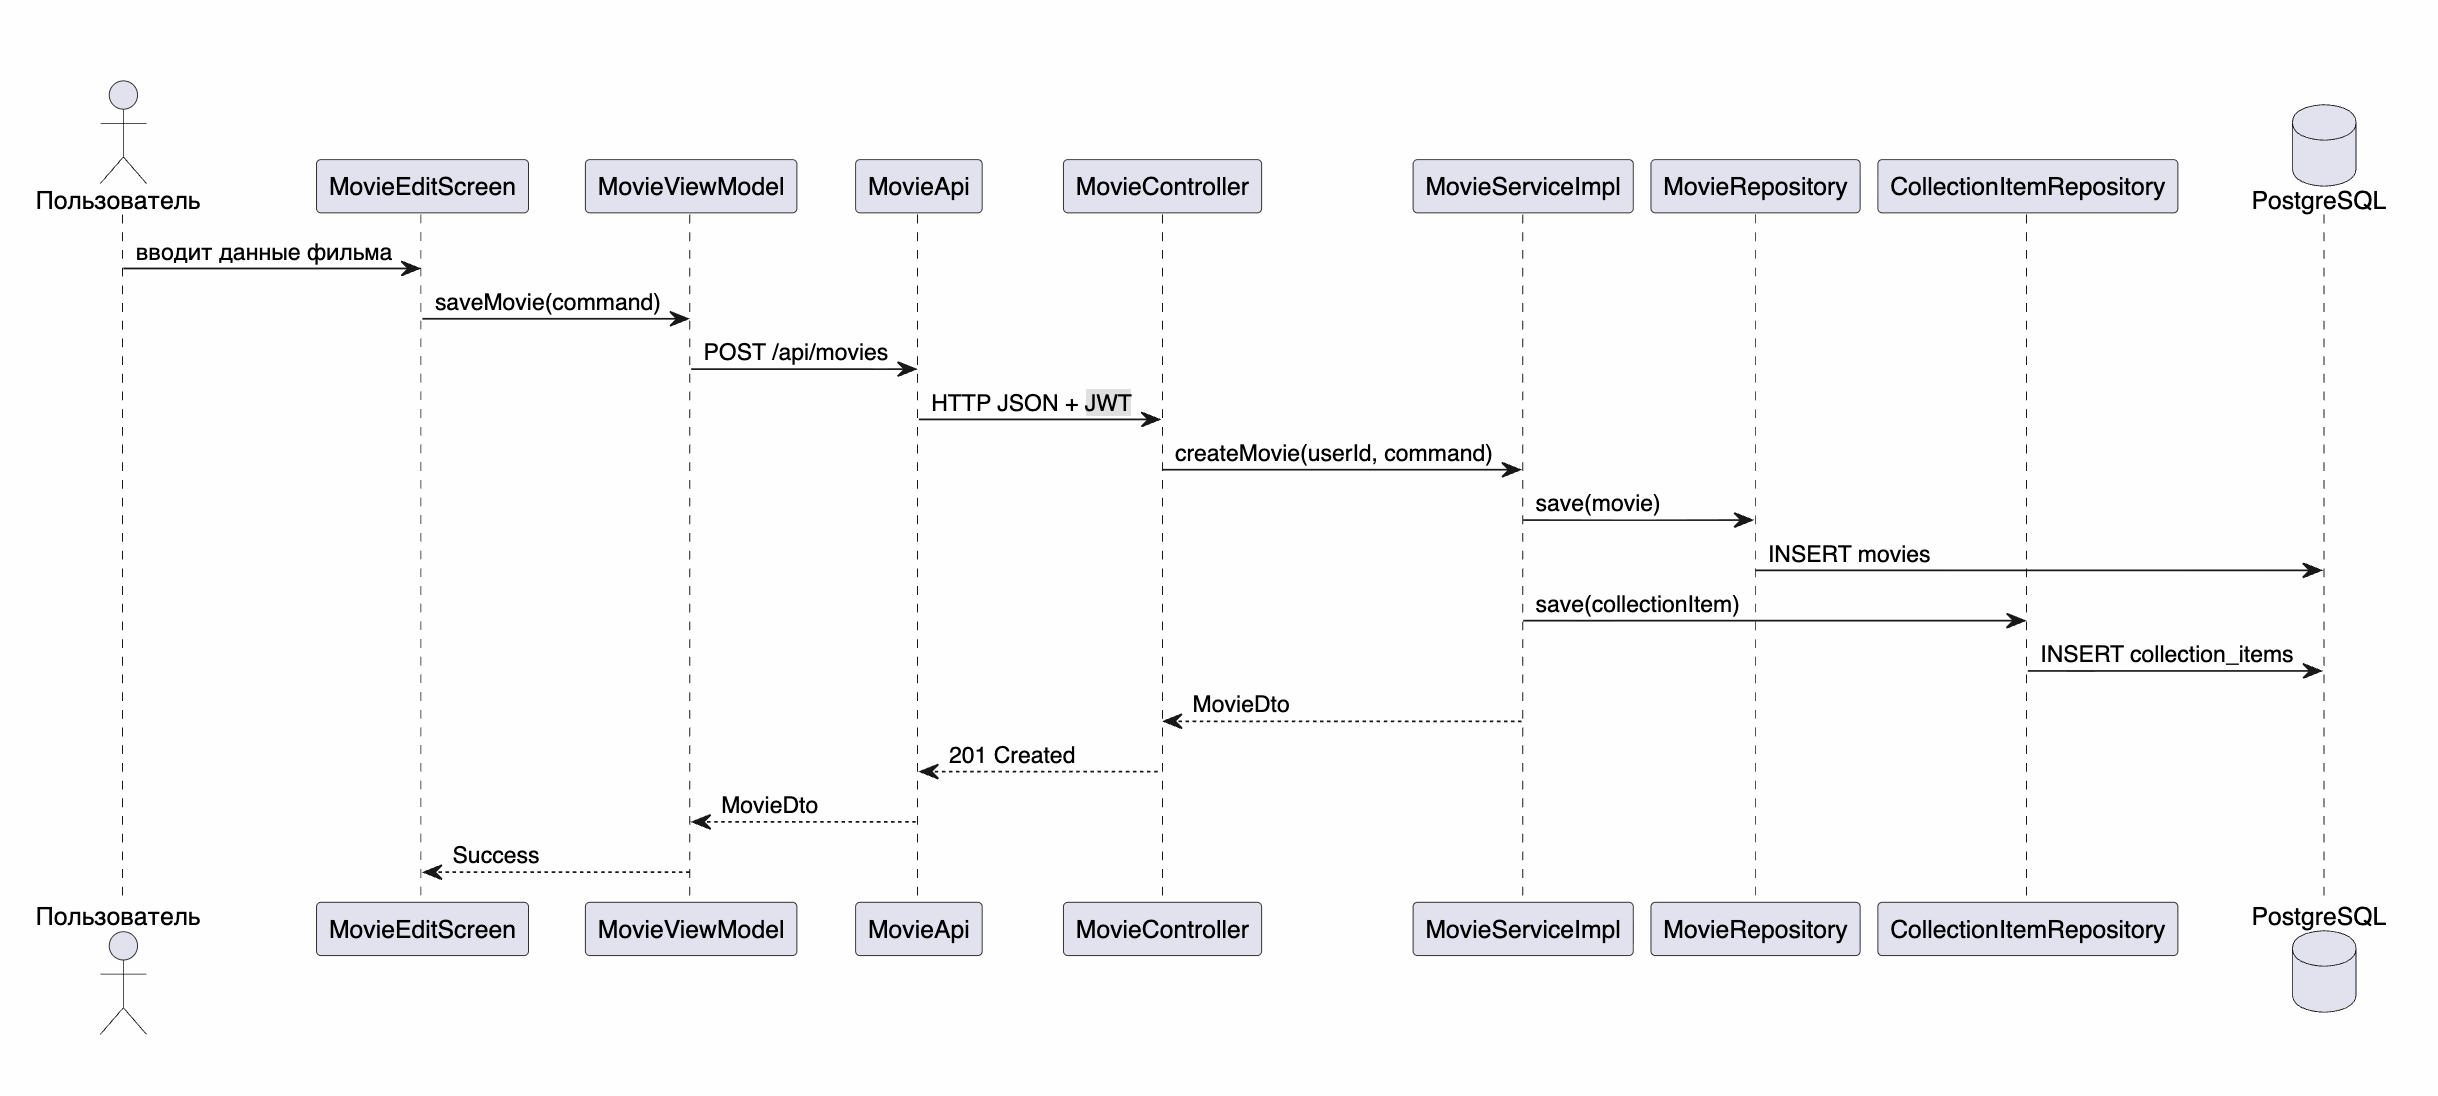 Пользователь
MovieEditScreen
MovieViewModel
MovieApi
MovieController
MovieServiceImpl
MovieRepository
CollectionItemRepository
PostgreSQL
вводит данные фильма
saveMovie(command)
POST /api/movies
HTTP JSON + JWT
createMovie(userId, command)
save(movie)
INSERT movies
save(collectionItem)
INSERT collection_items
MovieDto
201 Created
MovieDto
Success
Пользователь
MovieEditScreen
MovieViewModel
MovieApi
MovieController
MovieServiceImpl
MovieRepository
CollectionItemRepository
PostgreSQL